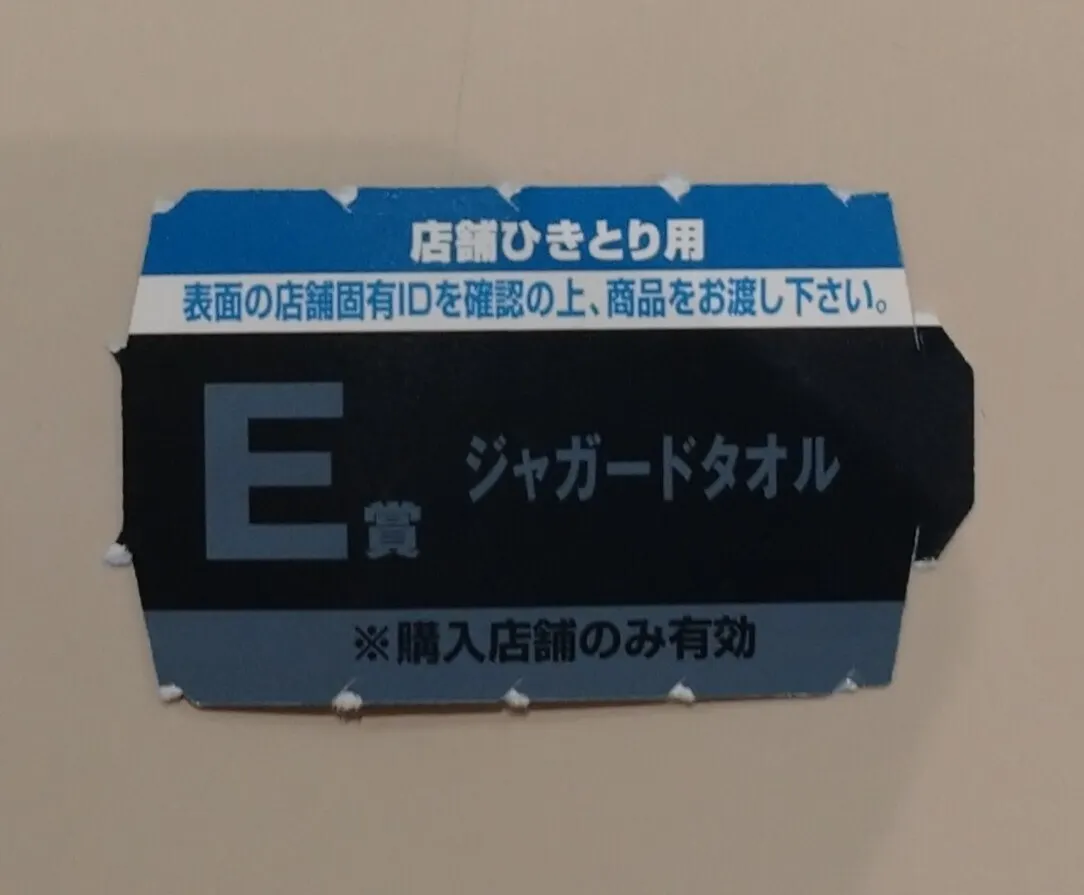 店舗ひきとり用
表面の店舗固有IDを確認の上、商品をお渡し下さい。
E賞 ジャガードタオル
※購入店舗のみ有効